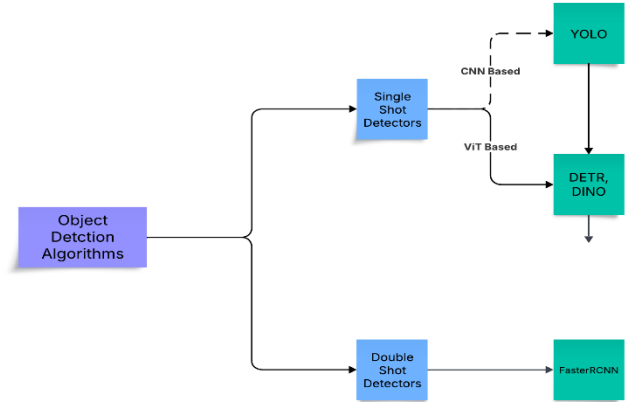 YOLO
CNN Based
Single
Shot
Detectors
ViT Based
DETR,
DINO
Object
Detction
Algorithms
Double
Shot
Detectors
FasterRCNN